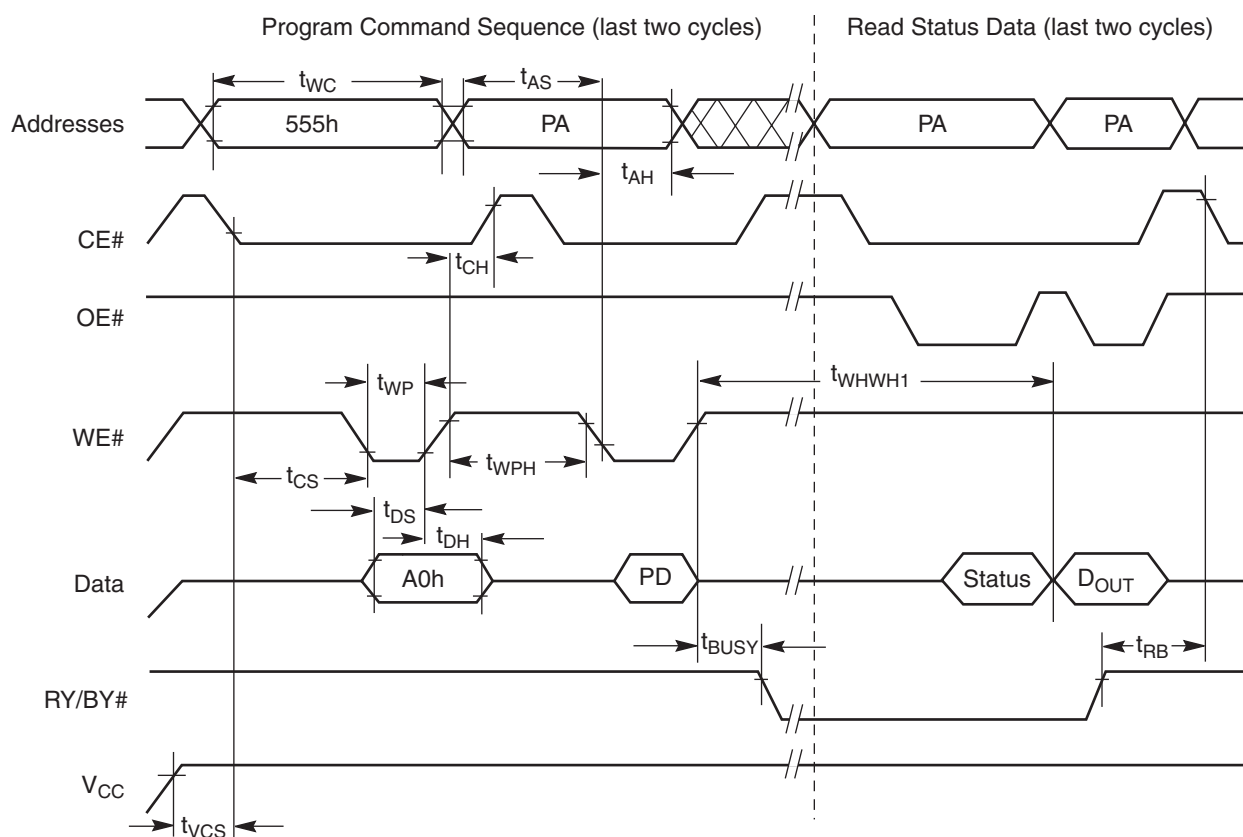 Program Command Sequence (last two cycles) Read Status Data (last two cycles)
tWC tAS
Addresses 555h PA PA PA
tAH
CE#
tCH
OE#
tWP tWHWH1
WE#
tCS tWPH
tDS
tDH
Data A0h PD Status DOUT
tBUSY tRB
RY/BY#
VCC
tVCS